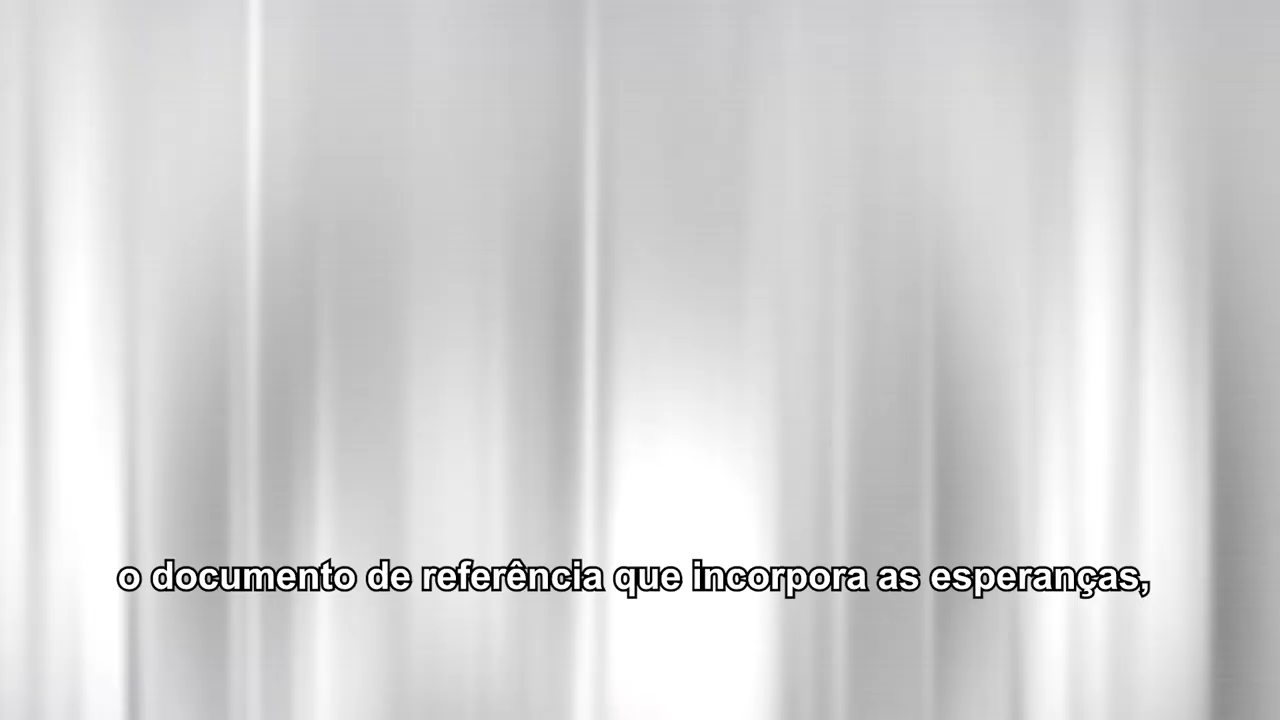 o documento de referência que incorpora as esperanças,